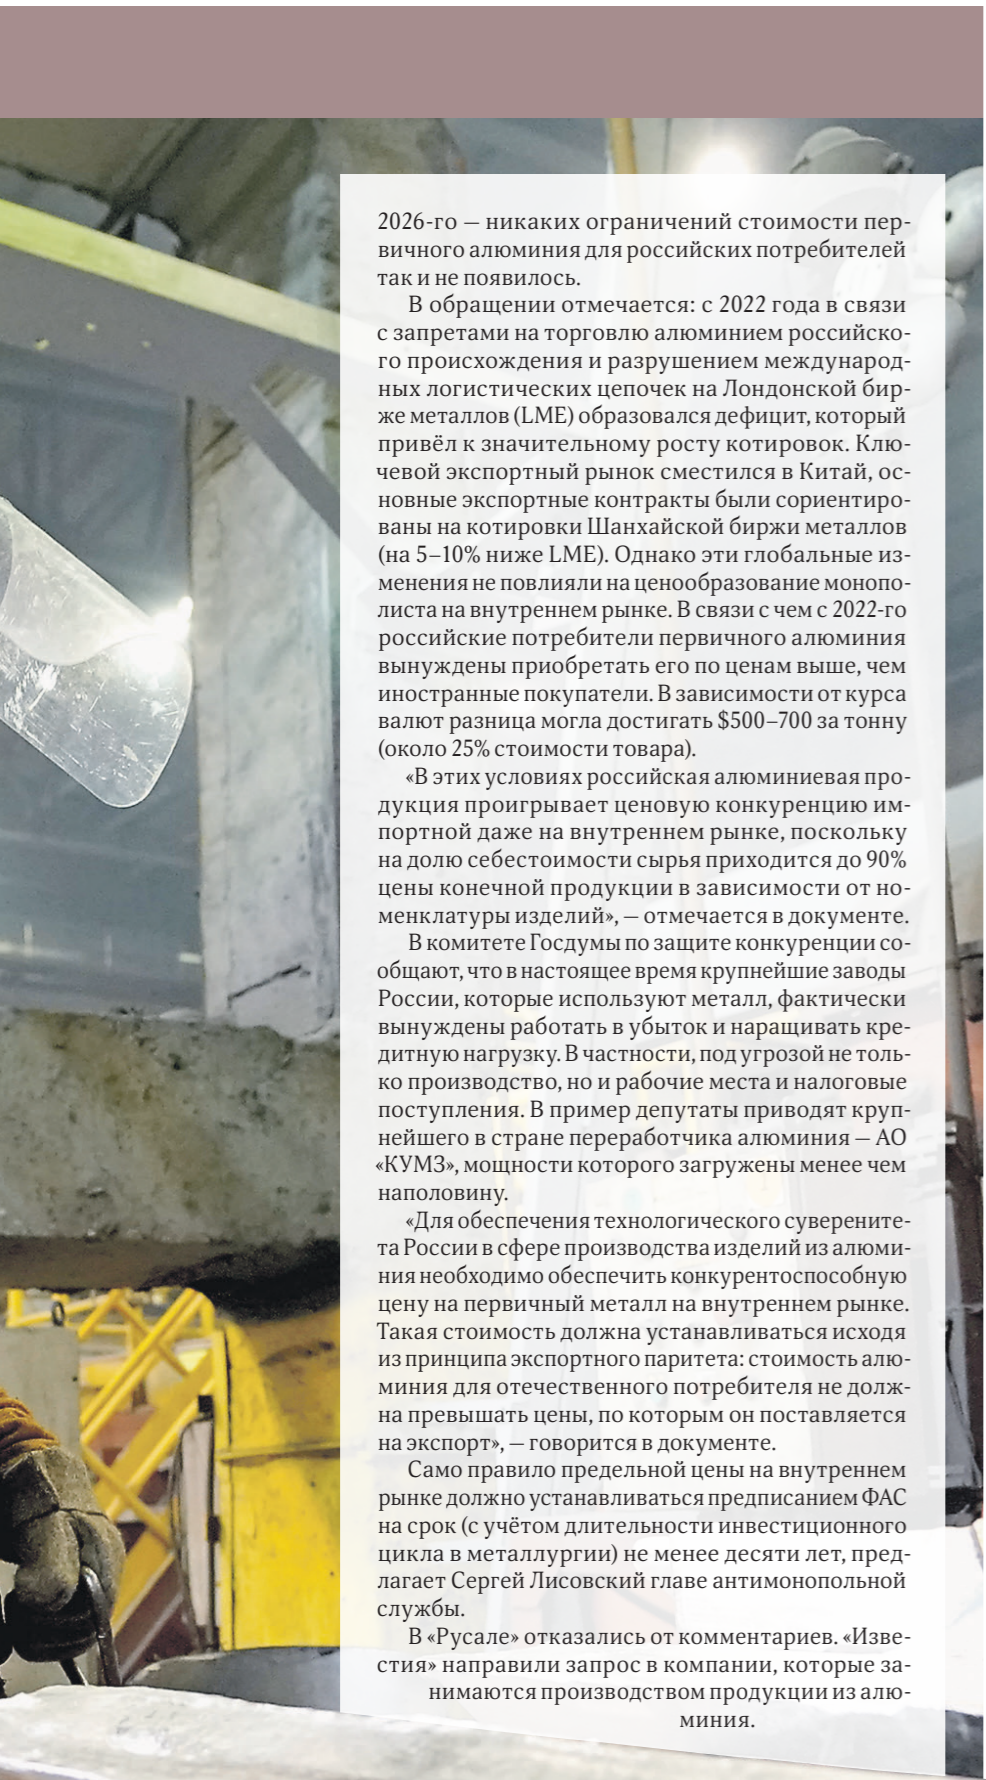 2026-го — никаких ограничений стоимости пер-
вичного алюминия для российских потребителей
так и не появилось.
В обращении отмечается: с 2022 года в связи
с запретами на торговлю алюминием российско-
го происхождения и разрушением международ-
ных логистических цепочек на Лондонской бир-
же металлов (LME) образовался дефицит, который
привёл к значительному росту котировок. Клю-
чевой экспортный рынок сместился в Китай, ос-
новные экспортные контракты были сориентиро-
ваны на котировки Шанхайской биржи металлов
(на 5–10% ниже LME). Однако эти глобальные из-
менения не повлияли на ценообразование монопо-
листа на внутреннем рынке. В связи с чем с 2022-го
российские потребители первичного алюминия
вынуждены приобретать его по ценам выше, чем
иностранные покупатели. В зависимости от курса
валют разница могла достигать $500–700 за тонну
(около 25% стоимости товара).
«В этих условиях российская алюминиевая про-
дукция проигрывает ценовую конкуренцию им-
портной даже на внутреннем рынке, поскольку
на долю себестоимости сырья приходится до 90%
цены конечной продукции в зависимости от но-
менклатуры изделий», — отмечается в документе.
В комитете Госдумы по защите конкуренции со-
общают, что в настоящее время крупнейшие заводы
России, которые используют металл, фактически
вынуждены работать в убыток и наращивать кре-
дитную нагрузку. В частности, под угрозой не толь-
ко производство, но и рабочие места и налоговые
поступления. В пример депутаты приводят круп-
нейшего в стране переработчика алюминия — АО
«КУМЗ», мощности которого загружены менее чем
наполовину.
«Для обеспечения технологического суверените-
та России в сфере производства изделий из алюми-
ния необходимо обеспечить конкурентоспособную
цену на первичный металл на внутреннем рынке.
Такая стоимость должна устанавливаться исходя
из принципа экспортного паритета: стоимость алю-
миния для отечественного потребителя не долж-
на превышать цены, по которым он поставляется
на экспорт», — говорится в документе.
Само правило предельной цены на внутреннем
рынке должно устанавливаться предписанием ФАС
на срок (с учётом длительности инвестиционного
цикла в металлургии) не менее десяти лет, пред-
лагает Сергей Лисовский главе антимонопольной
службы.
В «Русале» отказались от комментариев. «Изве-
стия» направили запрос в компании, которые за-
нимаются производством продукции из алю-
миния.